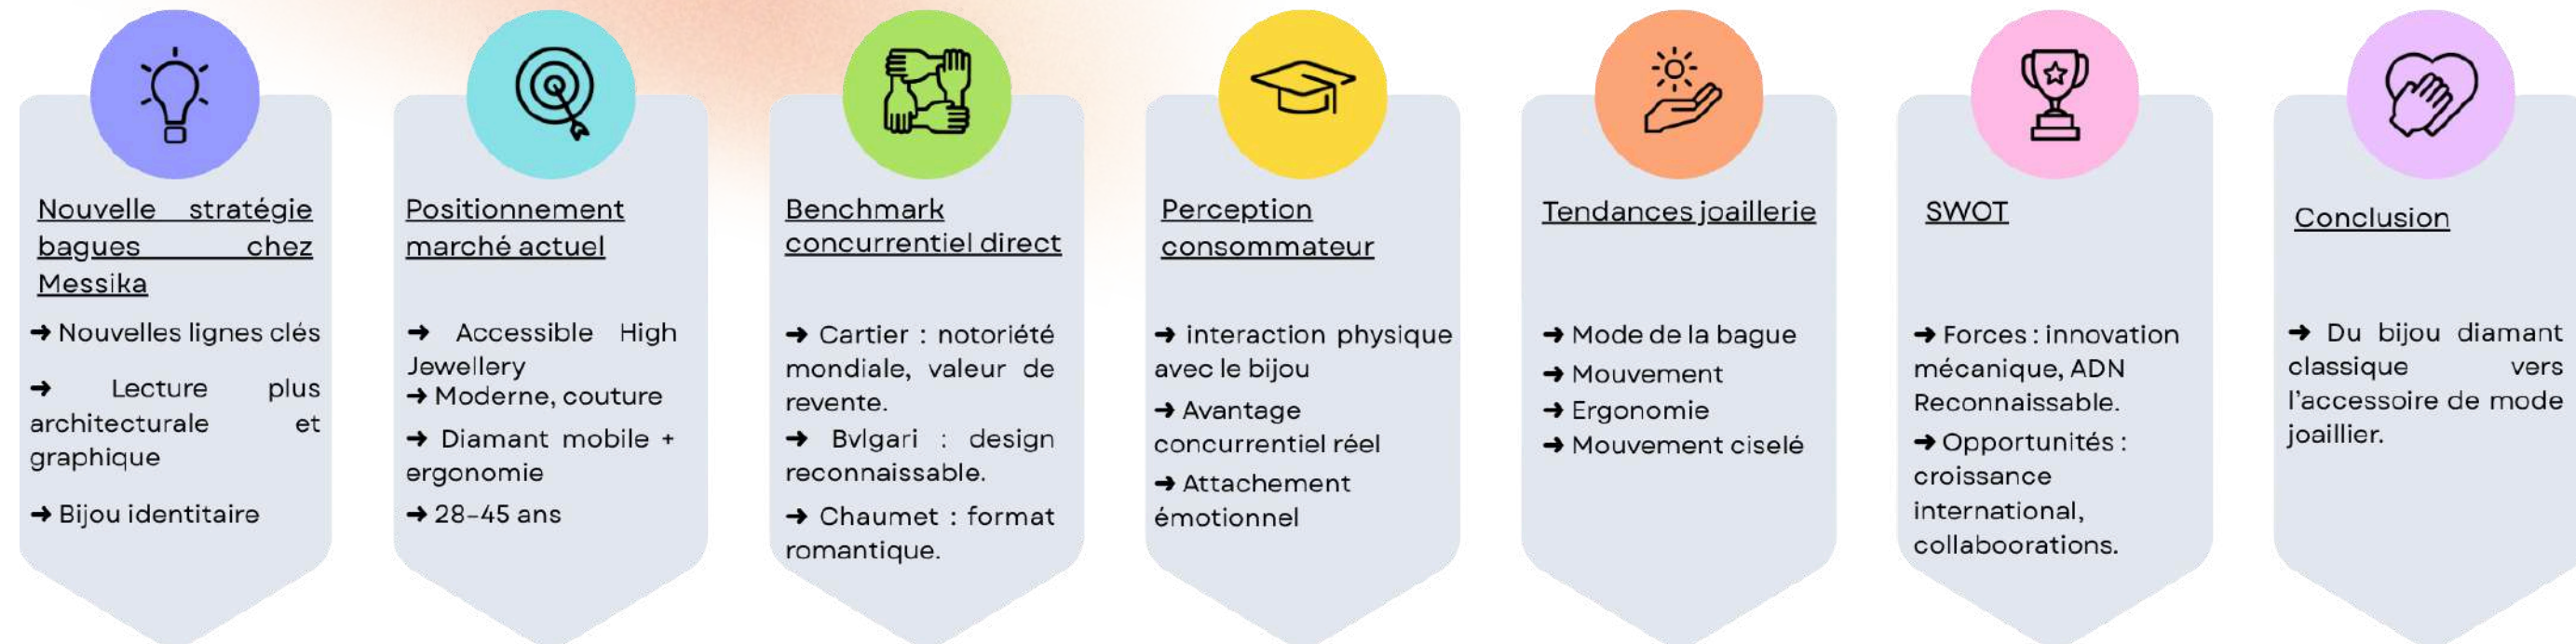 Nouvelle stratégie
bagues chez
Messika
➜ Nouvelles lignes clés
➜ Lecture plus
architecturale et
graphique
➜ Bijou identitaire
Positionnement
marché actuel
➜ Accessible High
Jewellery
➜ Moderne, couture
➜ Diamant mobile +
ergonomie
➜ 28–45 ans
Benchmark
concurrentiel direct
➜ Cartier : notoriété
mondiale, valeur de
revente.
➜ Bvlgari : design
reconnaissable.
➜ Chaumet : format
romantique.
Perception
consommateur
➜ interaction physique
avec le bijou
➜ Avantage
concurrentiel réel
➜ Attachement
émotionnel
Tendances joaillerie
➜ Mode de la bague
➜ Mouvement
➜ Ergonomie
➜ Mouvement ciselé
SWOT
➜ Forces : innovation
mécanique, ADN
Reconnaissable.
➜ Opportunités :
croissance
international,
collaboorations.
Conclusion
➜ Du bijou diamant
classique vers
l’accessoire de mode
joaillier.